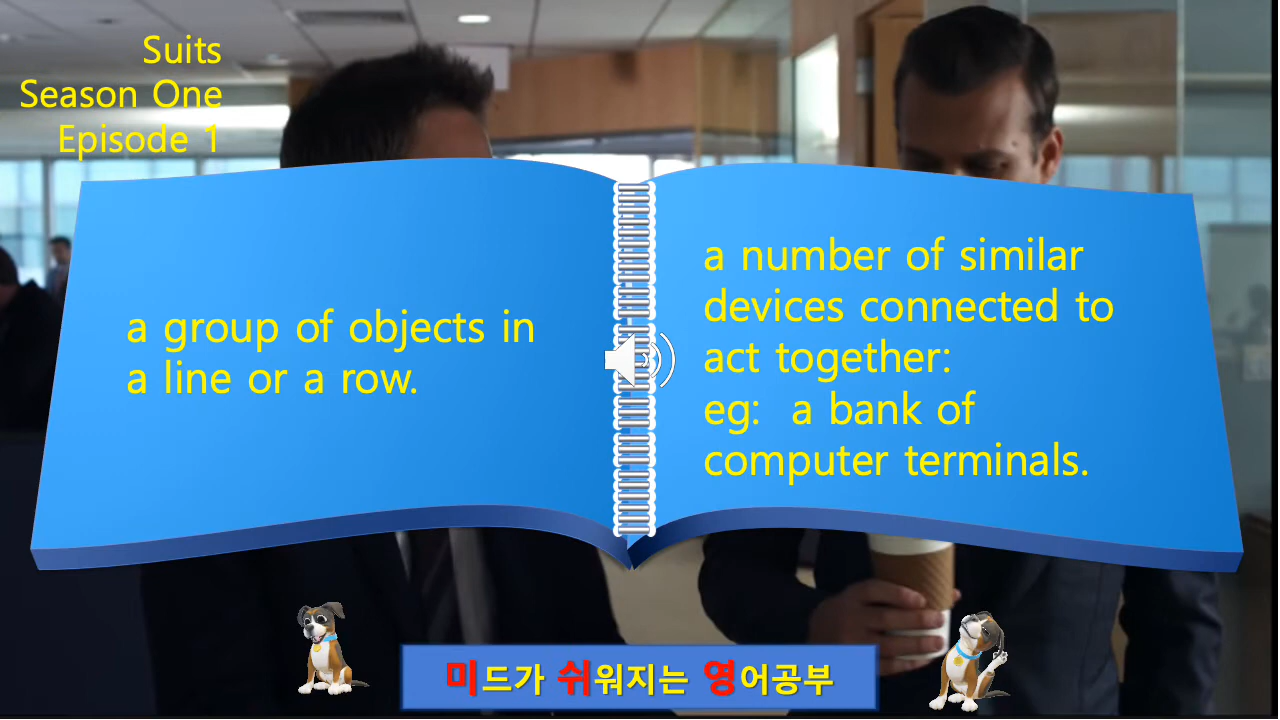 Suits
Season One
Episode 1
a group of objects in
a line or a row.
a number of similar
devices connected to
act together:
eg:  a bank of
computer terminals.
미드가 쉬워지는 영어공부